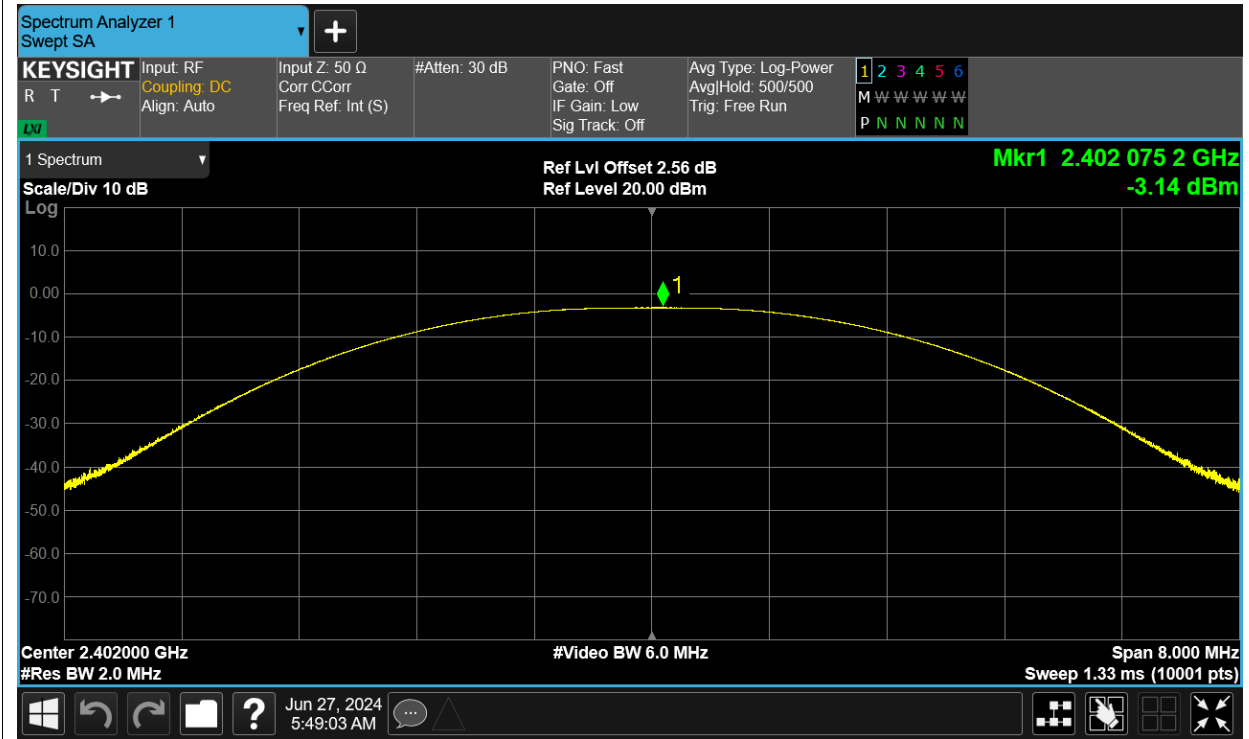 Spectrum Analyzer 1
Swept SA
KEYSIGHT
R T
LXI
Input: RF
Coupling: DC
Align: Auto
Input Z: 50 Ω
Corr CCorr
Freq Ref: Int (S)
#Atten: 30 dB
PNO: Fast
Gate: Off
IF Gain: Low
Sig Track: Off
Avg Type: Log-Power
Avg|Hold: 500/500
Trig: Free Run
1 2 3 4 5 6
M W W W W W
P N N N N N
1 Spectrum
Scale/Div 10 dB
Log
Ref Lvl Offset 2.56 dB
Ref Level 20.00 dBm
Mkr1 2.402 075 2 GHz
-3.14 dBm
1
10.0
0.00
-10.0
-20.0
-30.0
-40.0
-50.0
-60.0
-70.0
Center 2.402000 GHz
#Res BW 2.0 MHz
#Video BW 6.0 MHz
Span 8.000 MHz
Sweep 1.33 ms (10001 pts)
?
Jun 27, 2024
5:49:03 AM